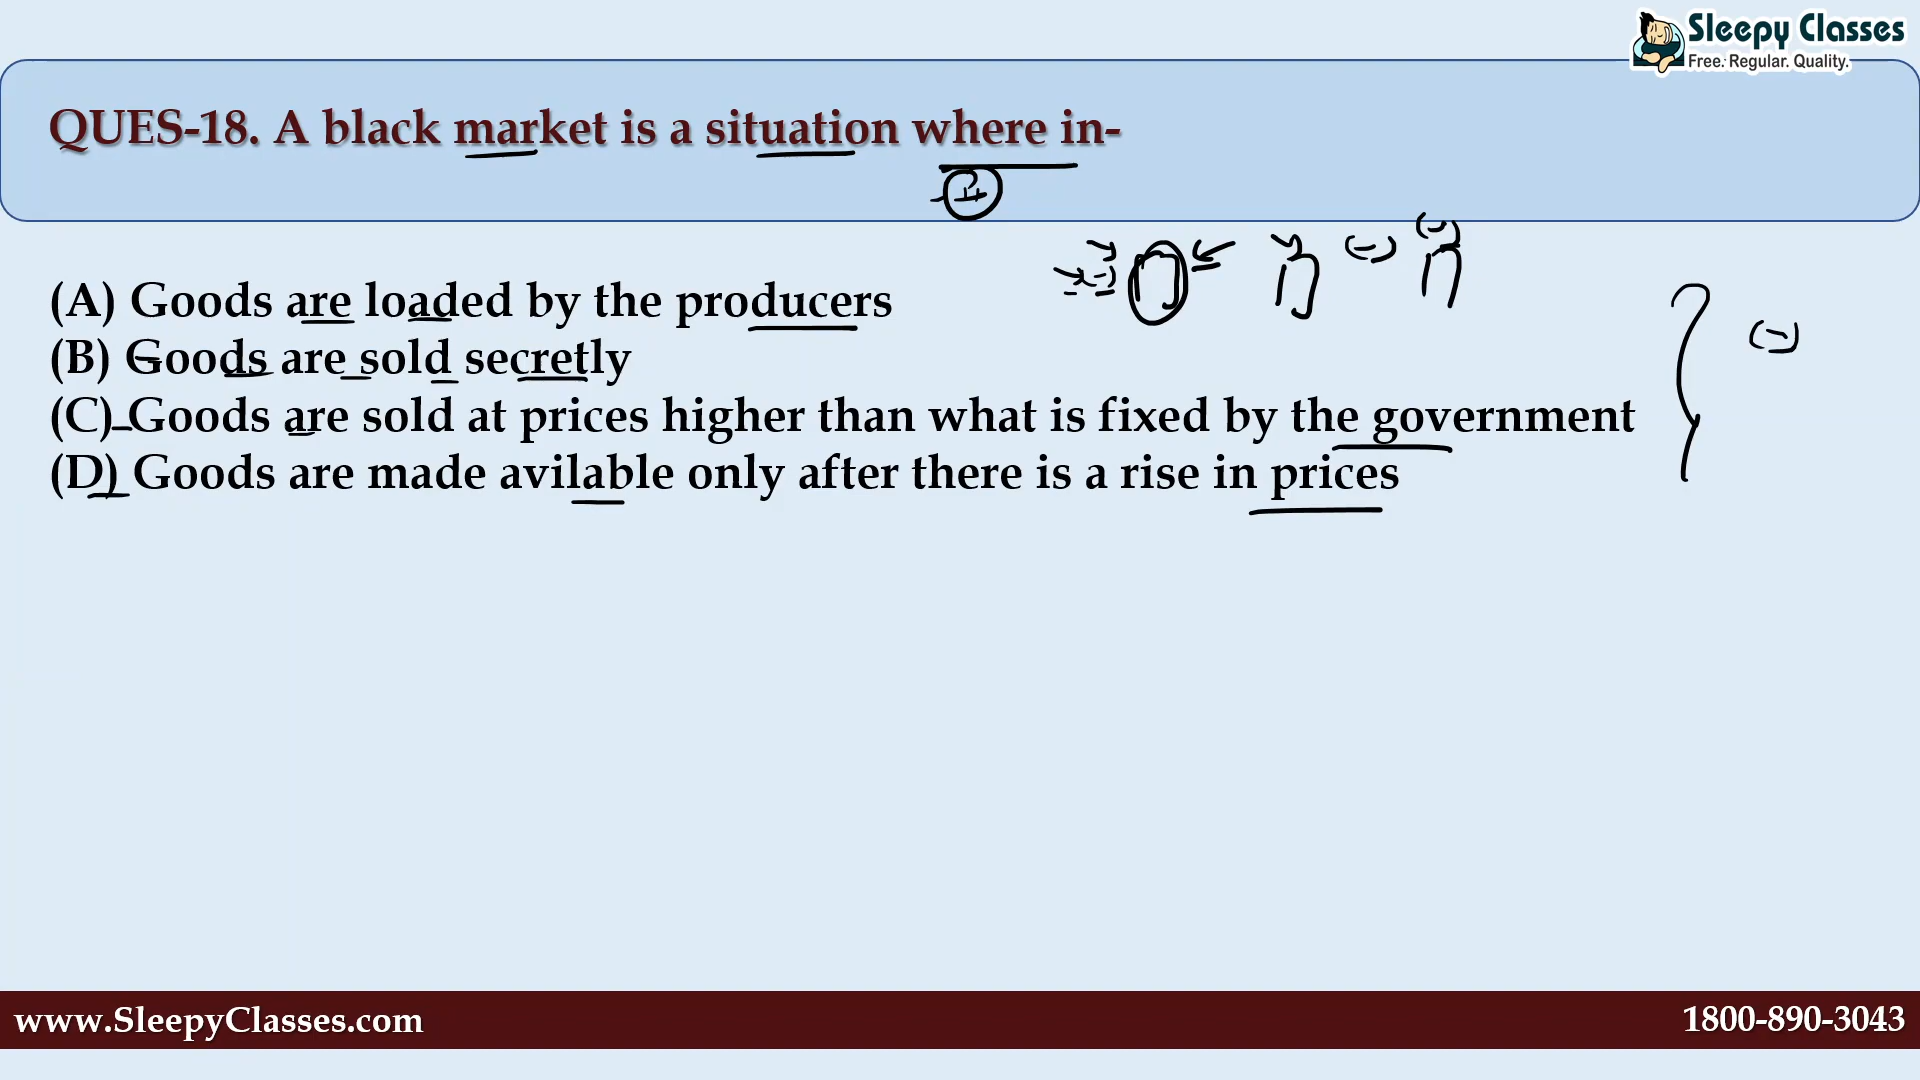 Sleepy Classes
Free. Regular. Quality.
QUES-18. A black market is a situation where in-
(A) Goods are loaded by the producers
(B) Goods are sold secretly
(C) Goods are sold at prices higher than what is fixed by the government
(D) Goods are made avilable only after there is a rise in prices
www.SleepyClasses.com
1800-890-3043